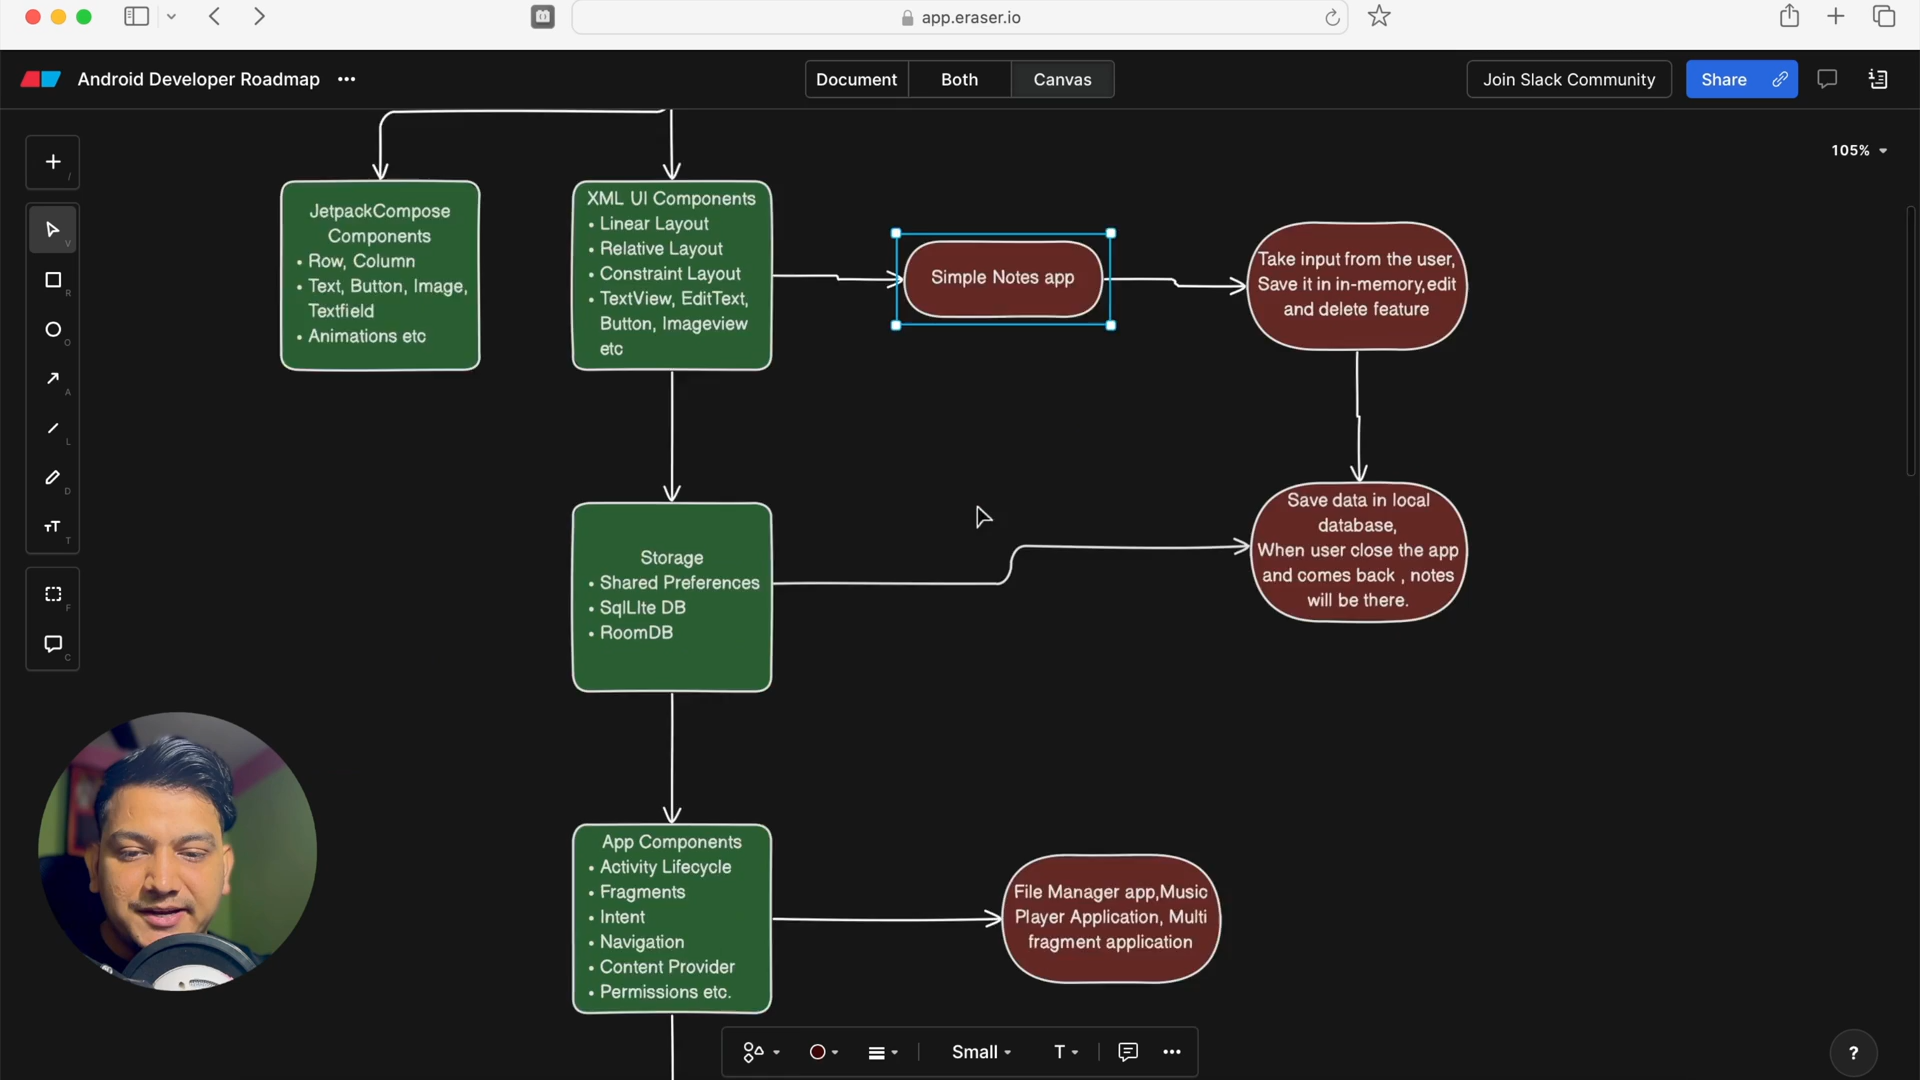 app.eraser.io
Android Developer Roadmap
Document
Both
Canvas
Join Slack Community
Share
105%
/
V
R
O
A
L
D
T
F
C
JetpackCompose
Components
• Row, Column
• Text, Button, Image,
Textfield
• Animations etc
XML UI Components
• Linear Layout
• Relative Layout
• Constraint Layout
• TextView, EditText,
Button, Imageview
etc
Simple Notes app
Take input from the user,
Save it in in-memory,edit
and delete feature
Storage
• Shared Preferences
• SqlLIte DB
• RoomDB
Save data in local
database,
When user close the app
and comes back , notes
will be there.
App Components
• Activity Lifecycle
• Fragments
• Intent
• Navigation
• Content Provider
• Permissions etc.
File Manager app,Music
Player Application, Multi
fragment application
Small
T
?